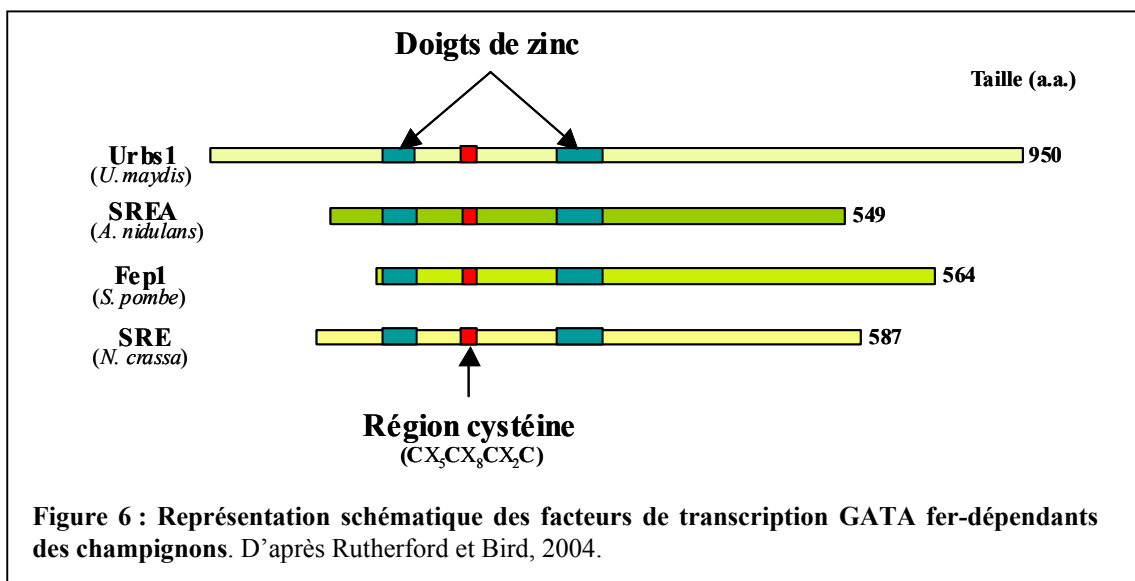 Doigts de zinc
Taille (a.a.)
Urbs1
(U. maydis)
950
SREA
(A. nidulans)
549
Fep1
(S. pombe)
564
SRE
(N. crassa)
587
Région cystéine
(CX₅CX₈CX₂C)
Figure 6 : Représentation schématique des facteurs de transcription GATA fer-dépendants
des champignons. D’après Rutherford et Bird, 2004.